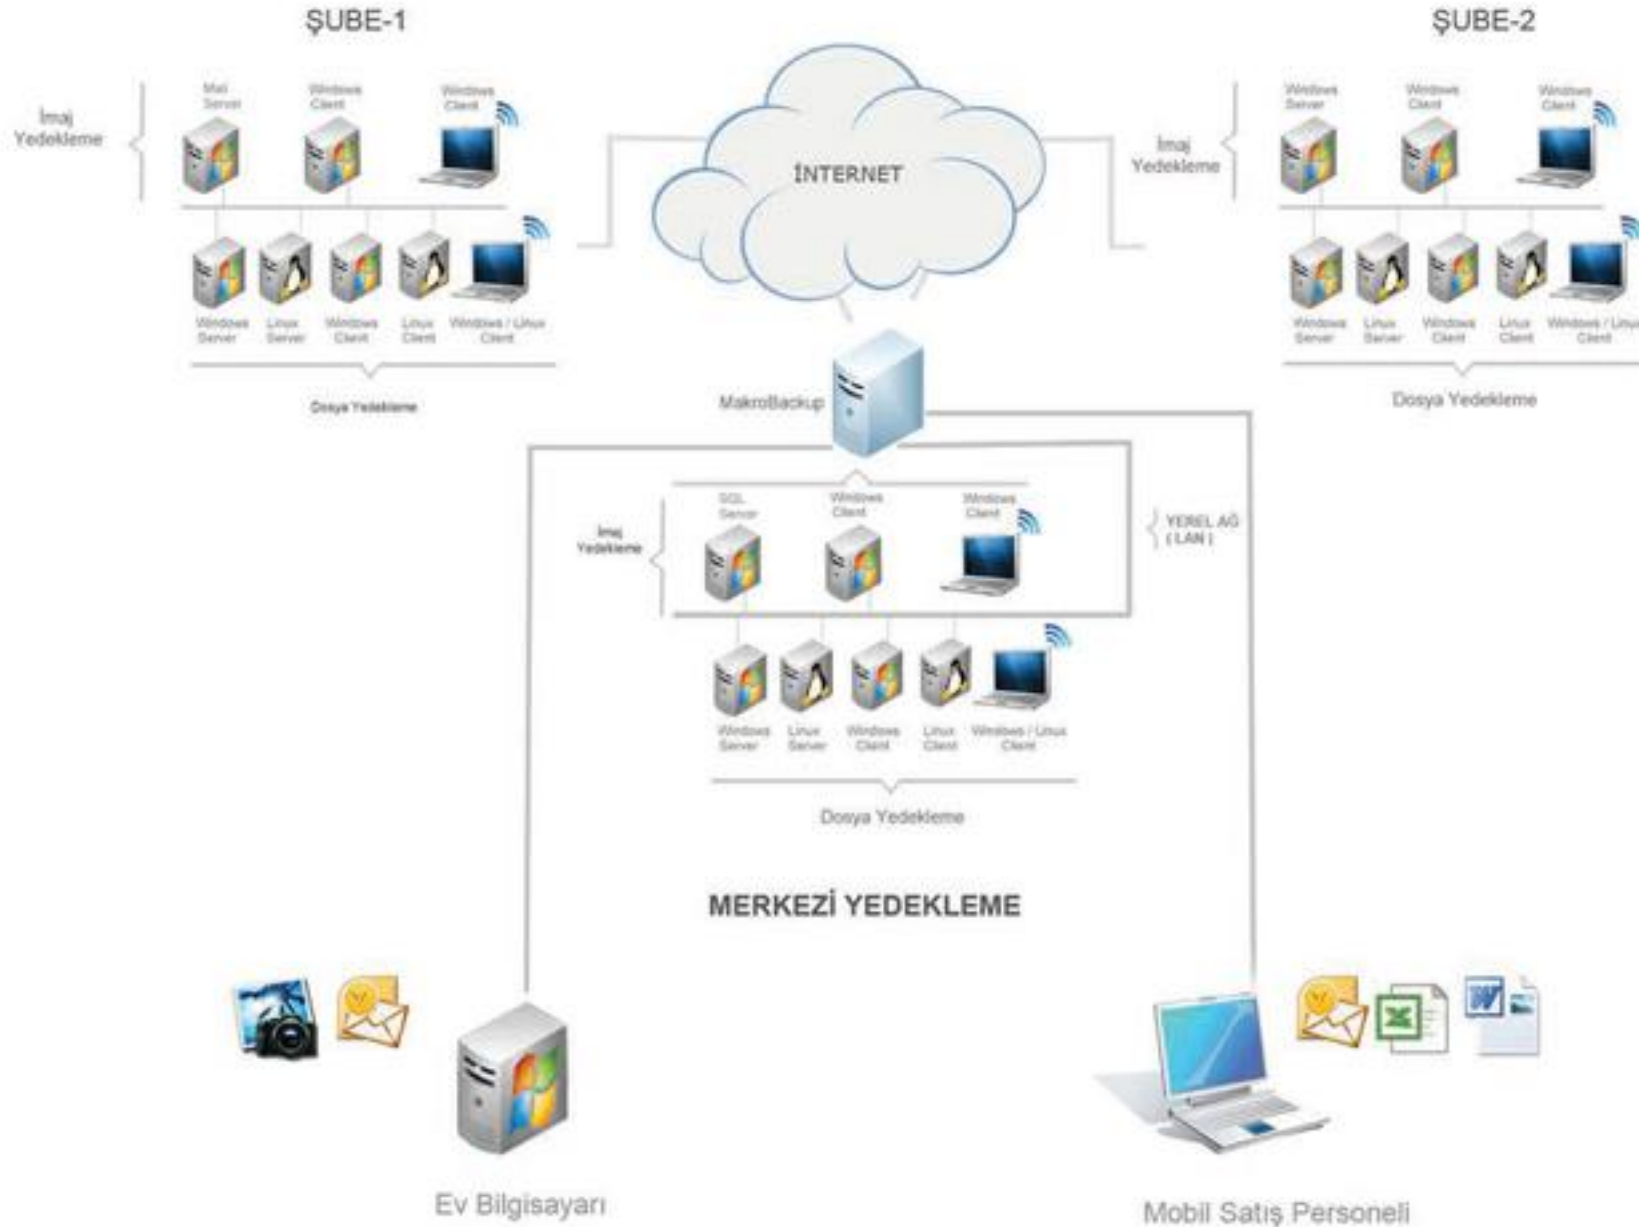 ŞUBE-1
ŞUBE-2
İmaj
Yedekleme
Mail
Server
Windows
Client
Windows
Client
Windows
Server
Linux
Server
Windows
Client
Linux
Client
Windows / Linux
Client
Dosya Yedekleme
İNTERNET
İmaj
Yedekleme
Windows
Server
Windows
Client
Windows
Client
Windows
Server
Linux
Server
Windows
Client
Linux
Client
Windows / Linux
Client
Dosya Yedekleme
MakroBackup
İmaj
Yedekleme
SQL
Server
Windows
Client
Windows
Client
YEREL AĞ
( LAN )
Windows
Server
Linux
Server
Windows
Client
Linux
Client
Windows / Linux
Client
Dosya Yedekleme
MERKEZİ YEDEKLEME
Ev Bilgisayarı
Mobil Satış Personeli